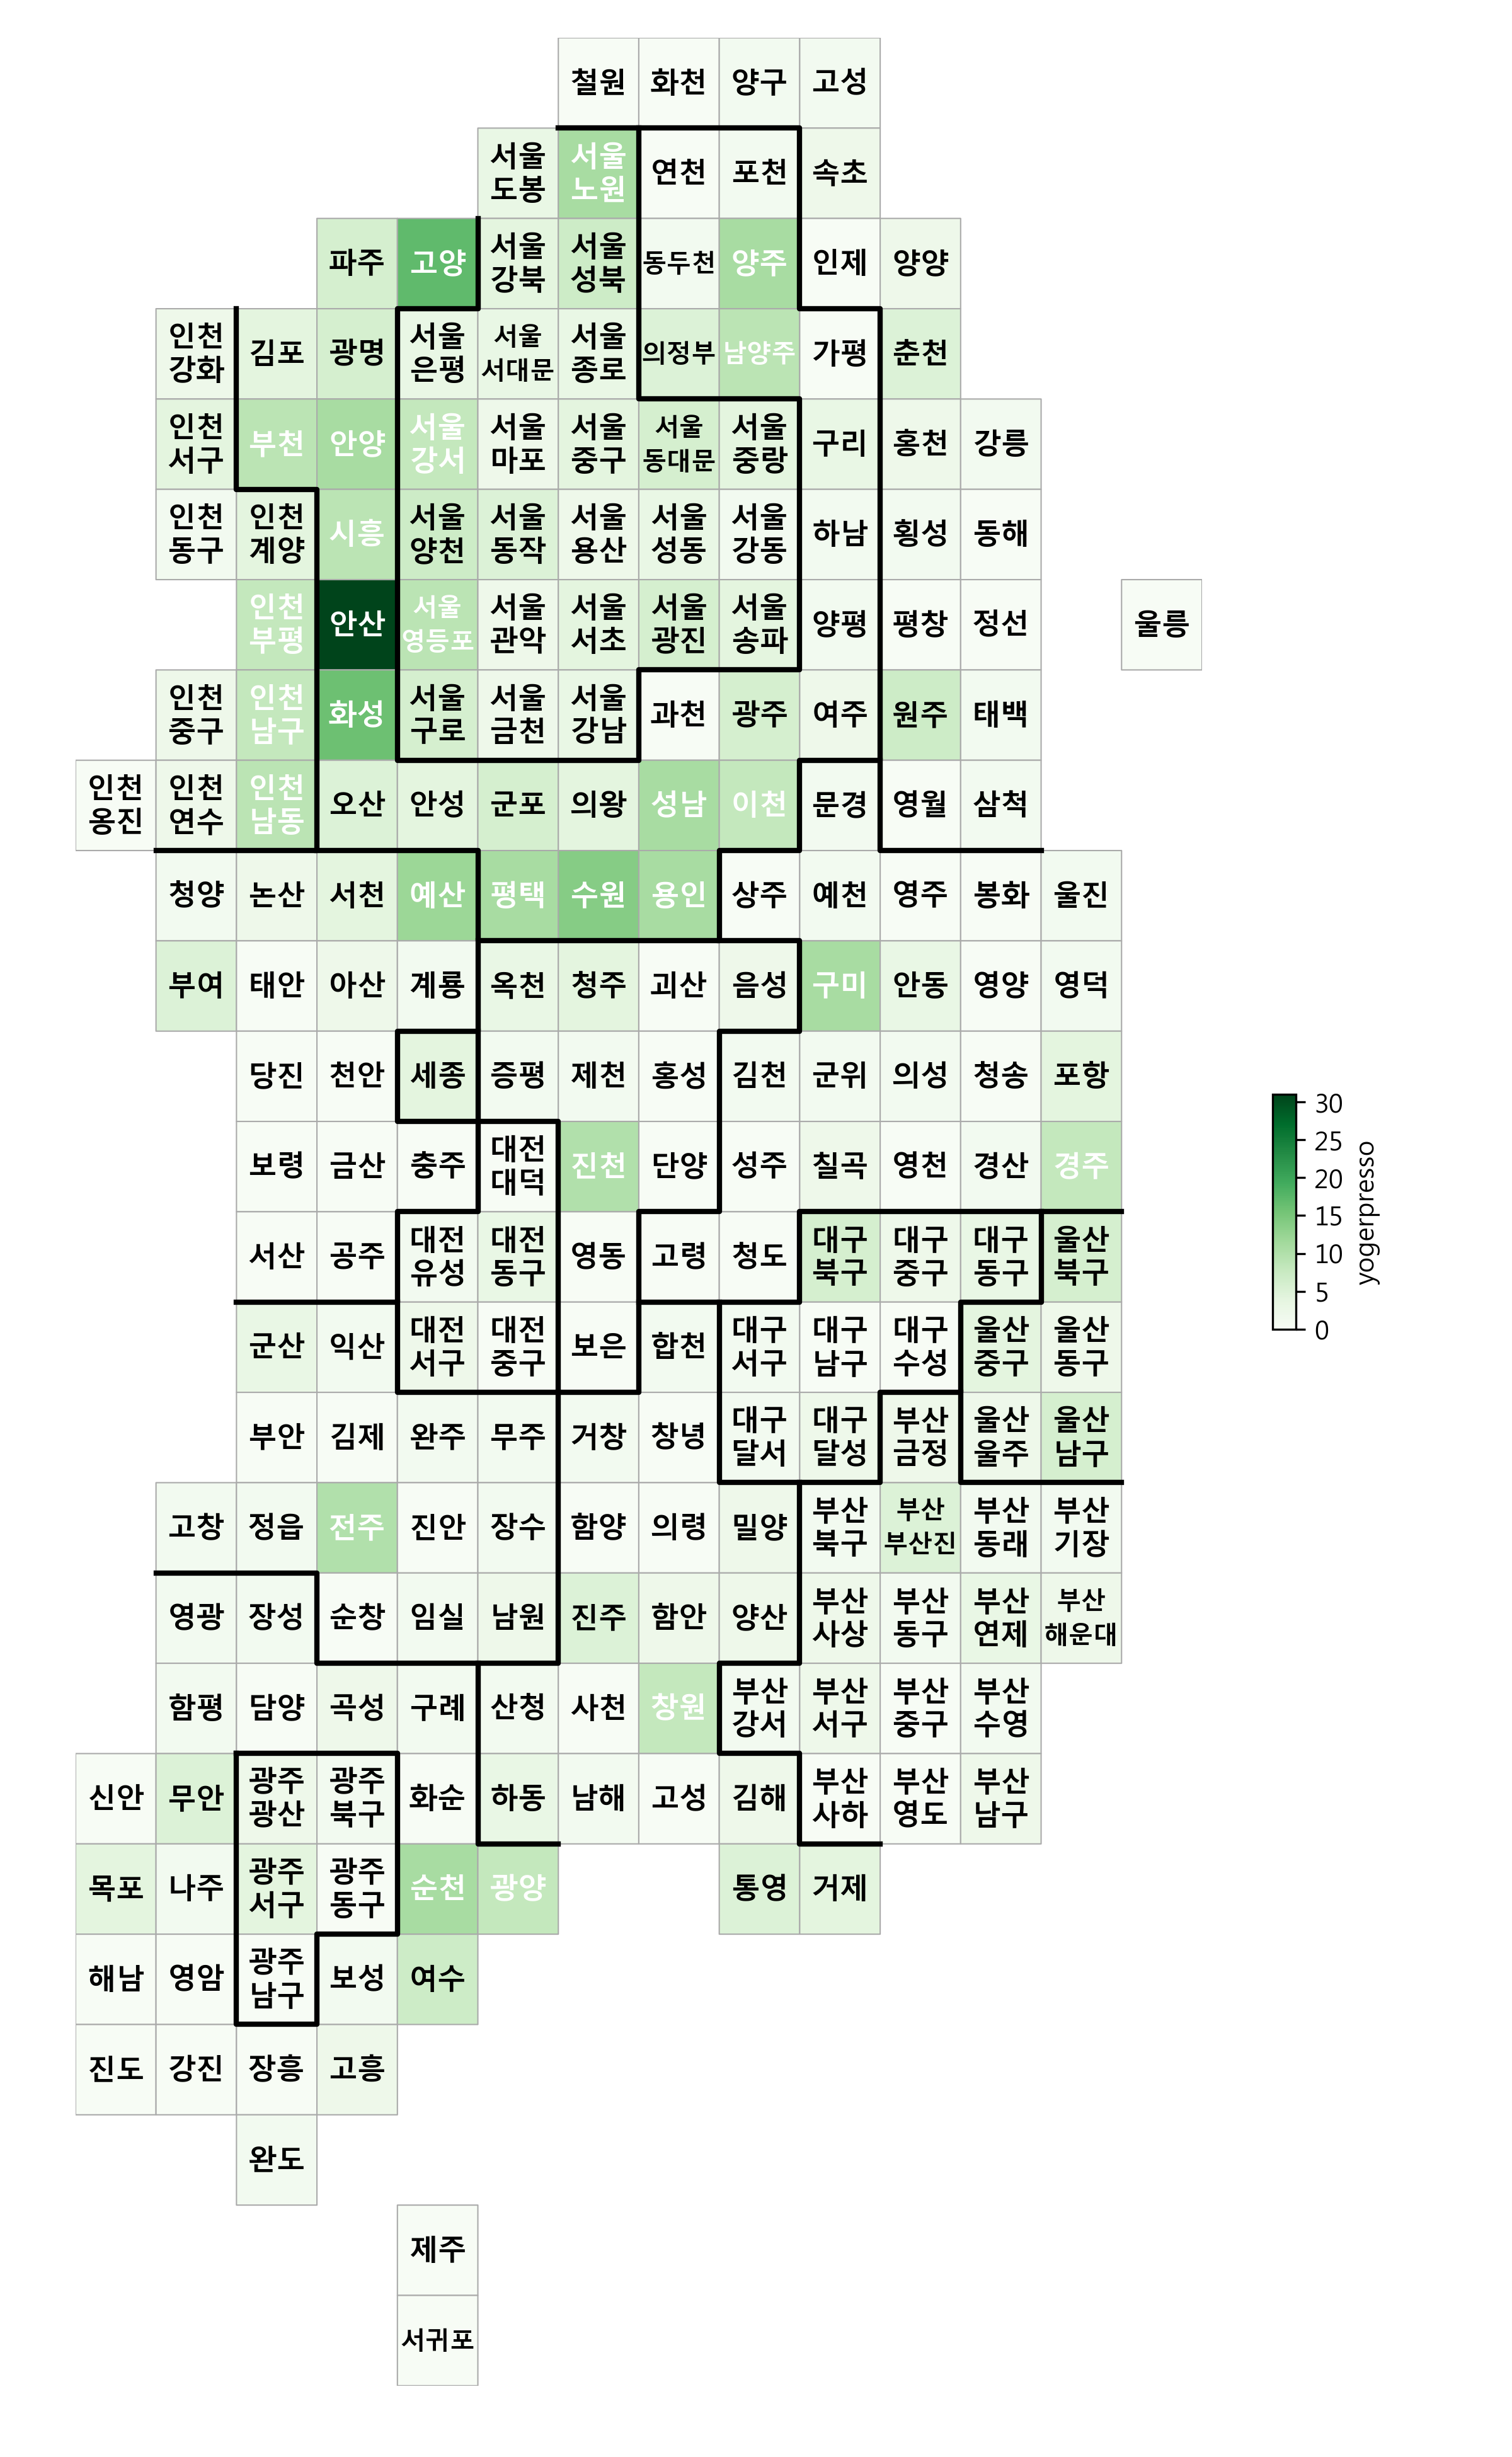 철원 화천 양구 고성
서울 도봉 서울 노원 연천 포천 속초
파주 고양 서울 강북 서울 성북 동두천 양주 인제 양양
인천 강화 김포 광명 서울 은평 서울 서대문 서울 종로 의정부 남양주 가평 춘천
인천 서구 부천 안양 서울 강서 서울 마포 서울 중구 서울 동대문 서울 중랑 구리 홍천 강릉
인천 동구 인천 계양 시흥 서울 양천 서울 동작 서울 용산 서울 성동 서울 강동 하남 횡성 동해
인천 부평 안산 서울 영등포 서울 관악 서울 서초 서울 광진 서울 송파 양평 평창 정선 울릉
인천 중구 인천 남구 화성 서울 구로 서울 금천 서울 강남 과천 광주 여주 원주 태백
인천 옹진 인천 연수 인천 남동 오산 안성 군포 의왕 성남 이천 문경 영월 삼척
청양 논산 서천 예산 평택 수원 용인 상주 예천 영주 봉화 울진
부여 태안 아산 계룡 옥천 청주 괴산 음성 구미 안동 영양 영덕
당진 천안 세종 증평 제천 홍성 김천 군위 의성 청송 포항
보령 금산 충주 대전 대덕 진천 단양 성주 칠곡 영천 경산 경주
서산 공주 대전 유성 대전 동구 영동 고령 청도 대구 북구 대구 중구 대구 동구 울산 북구
군산 익산 대전 서구 대전 중구 보은 합천 대구 서구 대구 남구 대구 수성 울산 중구 울산 동구
부안 김제 완주 무주 거창 창녕 대구 달서 대구 달성 부산 금정 울산 울주 울산 남구
고창 정읍 전주 진안 장수 함양 의령 밀양 부산 북구 부산 부산진 부산 동래 부산 기장
영광 장성 순창 임실 남원 진주 함안 양산 부산 사상 부산 동구 부산 연제 부산 해운대
함평 담양 곡성 구례 산청 사천 창원 부산 강서 부산 서구 부산 중구 부산 수영
신안 무안 광주 광산 광주 북구 화순 하동 남해 고성 김해 부산 사하 부산 영도 부산 남구
목포 나주 광주 서구 광주 동구 순천 광양 통영 거제
해남 영암 광주 남구 보성 여수
진도 강진 장흥 고흥
완도
제주
서귀포
30
25
20
15
10
5
0
yogerpresso